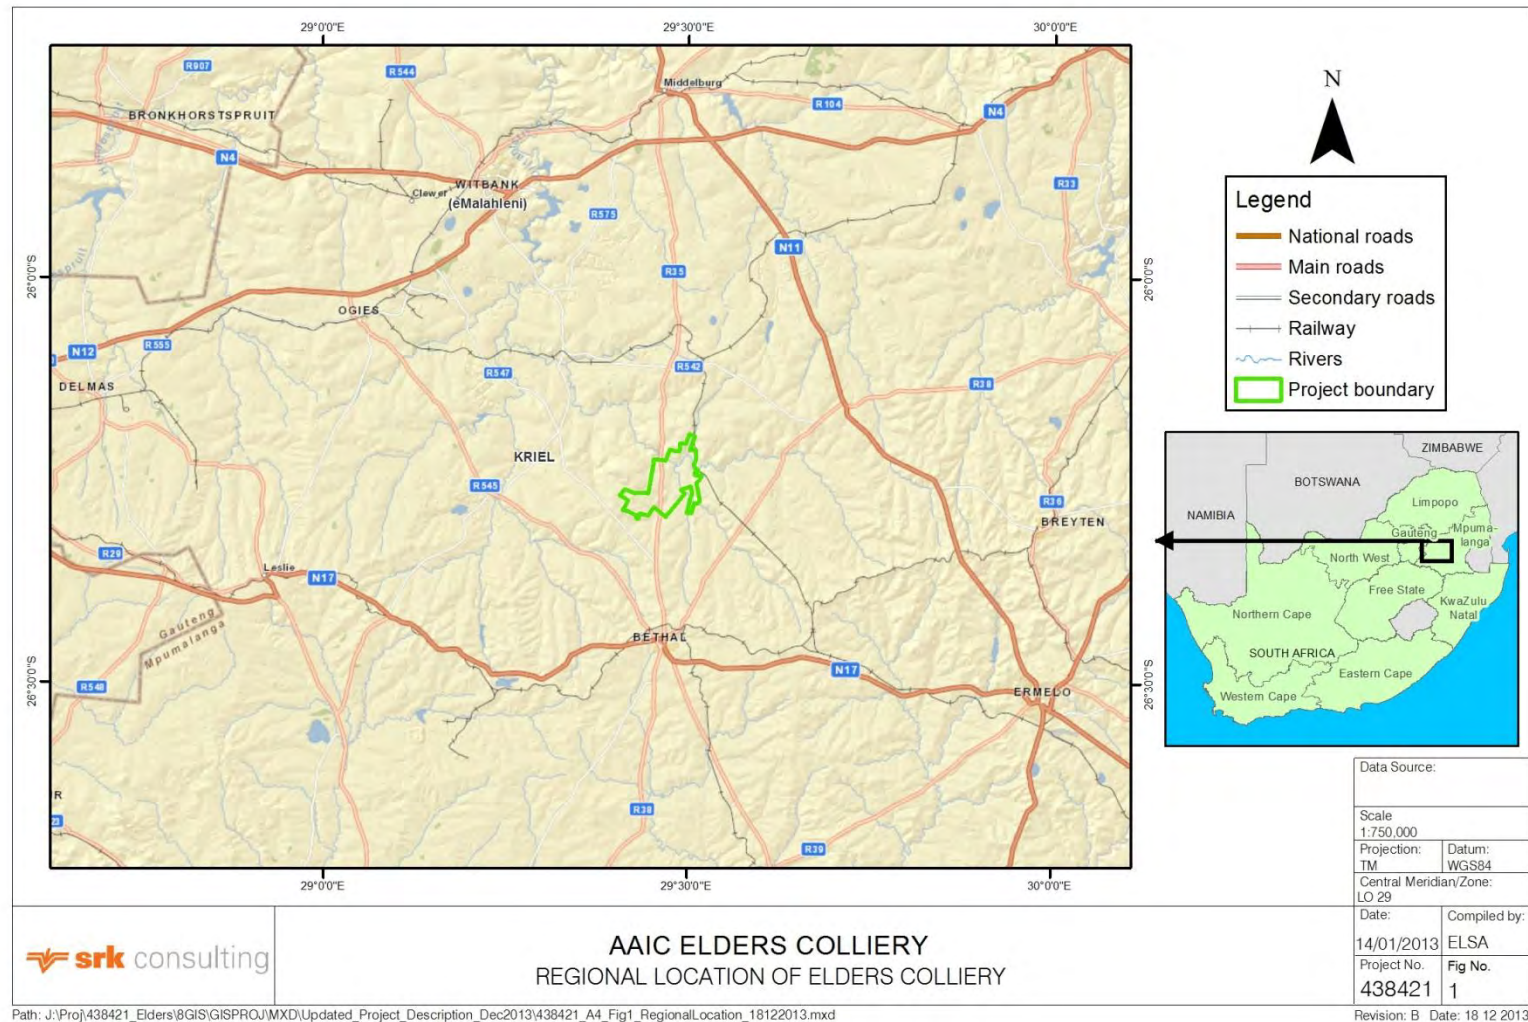 29°0'0"E
29°30'0"E
30°0'0"E
R907
R544
Middelburg
R104
N4
BRONKHORSTSPRUIT
N4
Clewer
WITBANK
(eMalahleni)
R575
R33
N11
R35
26°0'0"S
26°0'0"S
OGIES
N12
R555
DELMAS
R547
R542
R38
KRIEL
R545
R36
BREYTEN
R29
Leslie
N17
Gauteng
Mpumalanga
BETHAL
N17
26°30'0"S
26°30'0"S
R548
ERMELO
R38
R39
29°0'0"E
29°30'0"E
30°0'0"E
N
Legend
National roads
Main roads
Secondary roads
Railway
Rivers
Project boundary
ZIMBABWE
BOTSWANA
Limpopo
NAMIBIA
Gauteng
Mpuma-
langa
North West
Free State
KwaZulu
Natal
Northern Cape
SOUTH AFRICA
Eastern Cape
Western Cape
Data Source:
Scale
1:750,000
Projection:
TM
Datum:
WGS84
Central Meridian/Zone:
LO 29
Date:
14/01/2013
Compiled by:
ELSA
Project No.
438421
Fig No.
1
srk consulting
AAIC ELDERS COLLIERY
REGIONAL LOCATION OF ELDERS COLLIERY
Path: J:\Proj\438421_Elders\8GIS\GISPROJ\MXD\Updated_Project_Description_Dec2013\438421_A4_Fig1_RegionalLocation_18122013.mxd
Revision: B Date: 18 12 2013